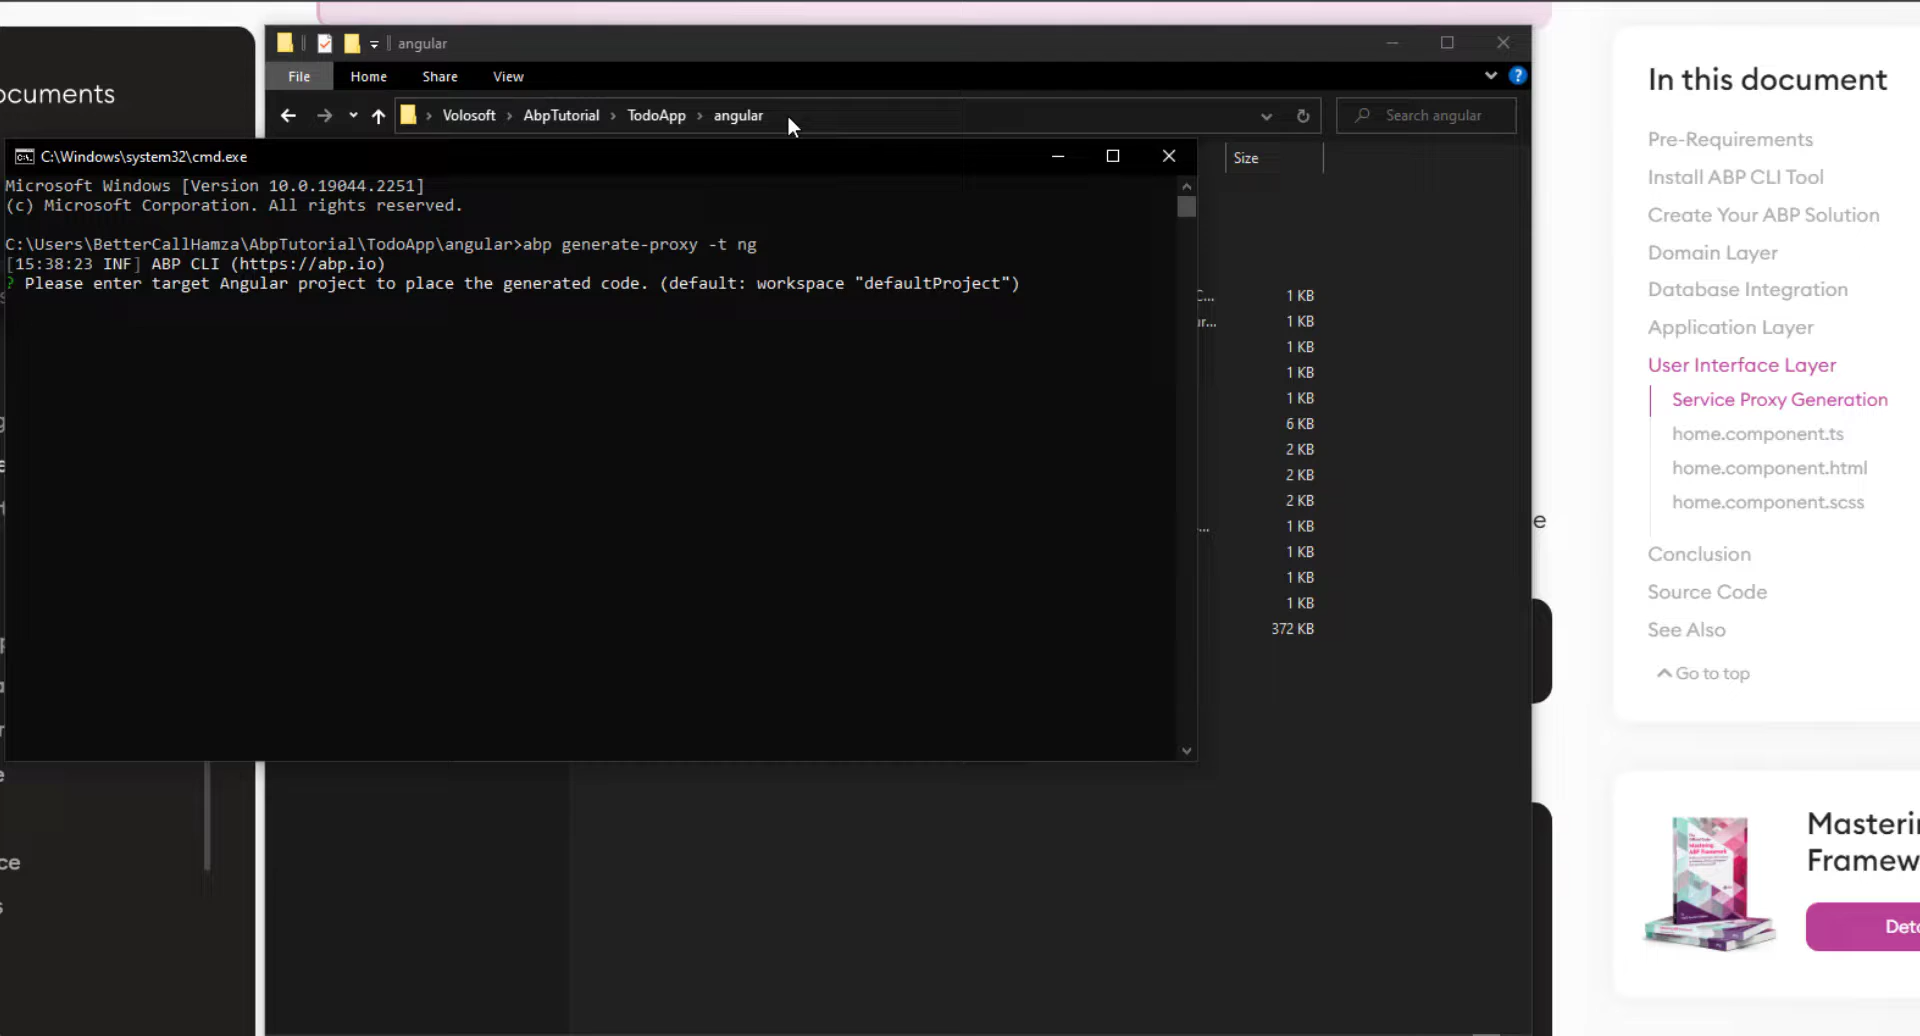 ocuments
angular
File
Home
Share
View
Volosoft › AbpTutorial › TodoApp › angular
Search angular
C:\Windows\system32\cmd.exe
Microsoft Windows [Version 10.0.19044.2251]
(c) Microsoft Corporation. All rights reserved.
C:\Users\BetterCallHamza\AbpTutorial\TodoApp\angular>abp generate-proxy -t ng
[15:38:23 INF] ABP CLI (https://abp.io)
? Please enter target Angular project to place the generated code. (default: workspace "defaultProject")
Size
C... 1 KB
ur... 1 KB
1 KB
1 KB
1 KB
6 KB
2 KB
2 KB
2 KB
... 1 KB
1 KB
1 KB
1 KB
372 KB
e
ce
In this document
Pre-Requirements
Install ABP CLI Tool
Create Your ABP Solution
Domain Layer
Database Integration
Application Layer
User Interface Layer
Service Proxy Generation
home.component.ts
home.component.html
home.component.scss
Conclusion
Source Code
See Also
Go to top
Mastering
ABP Framework
Masterin
Framew
Deta